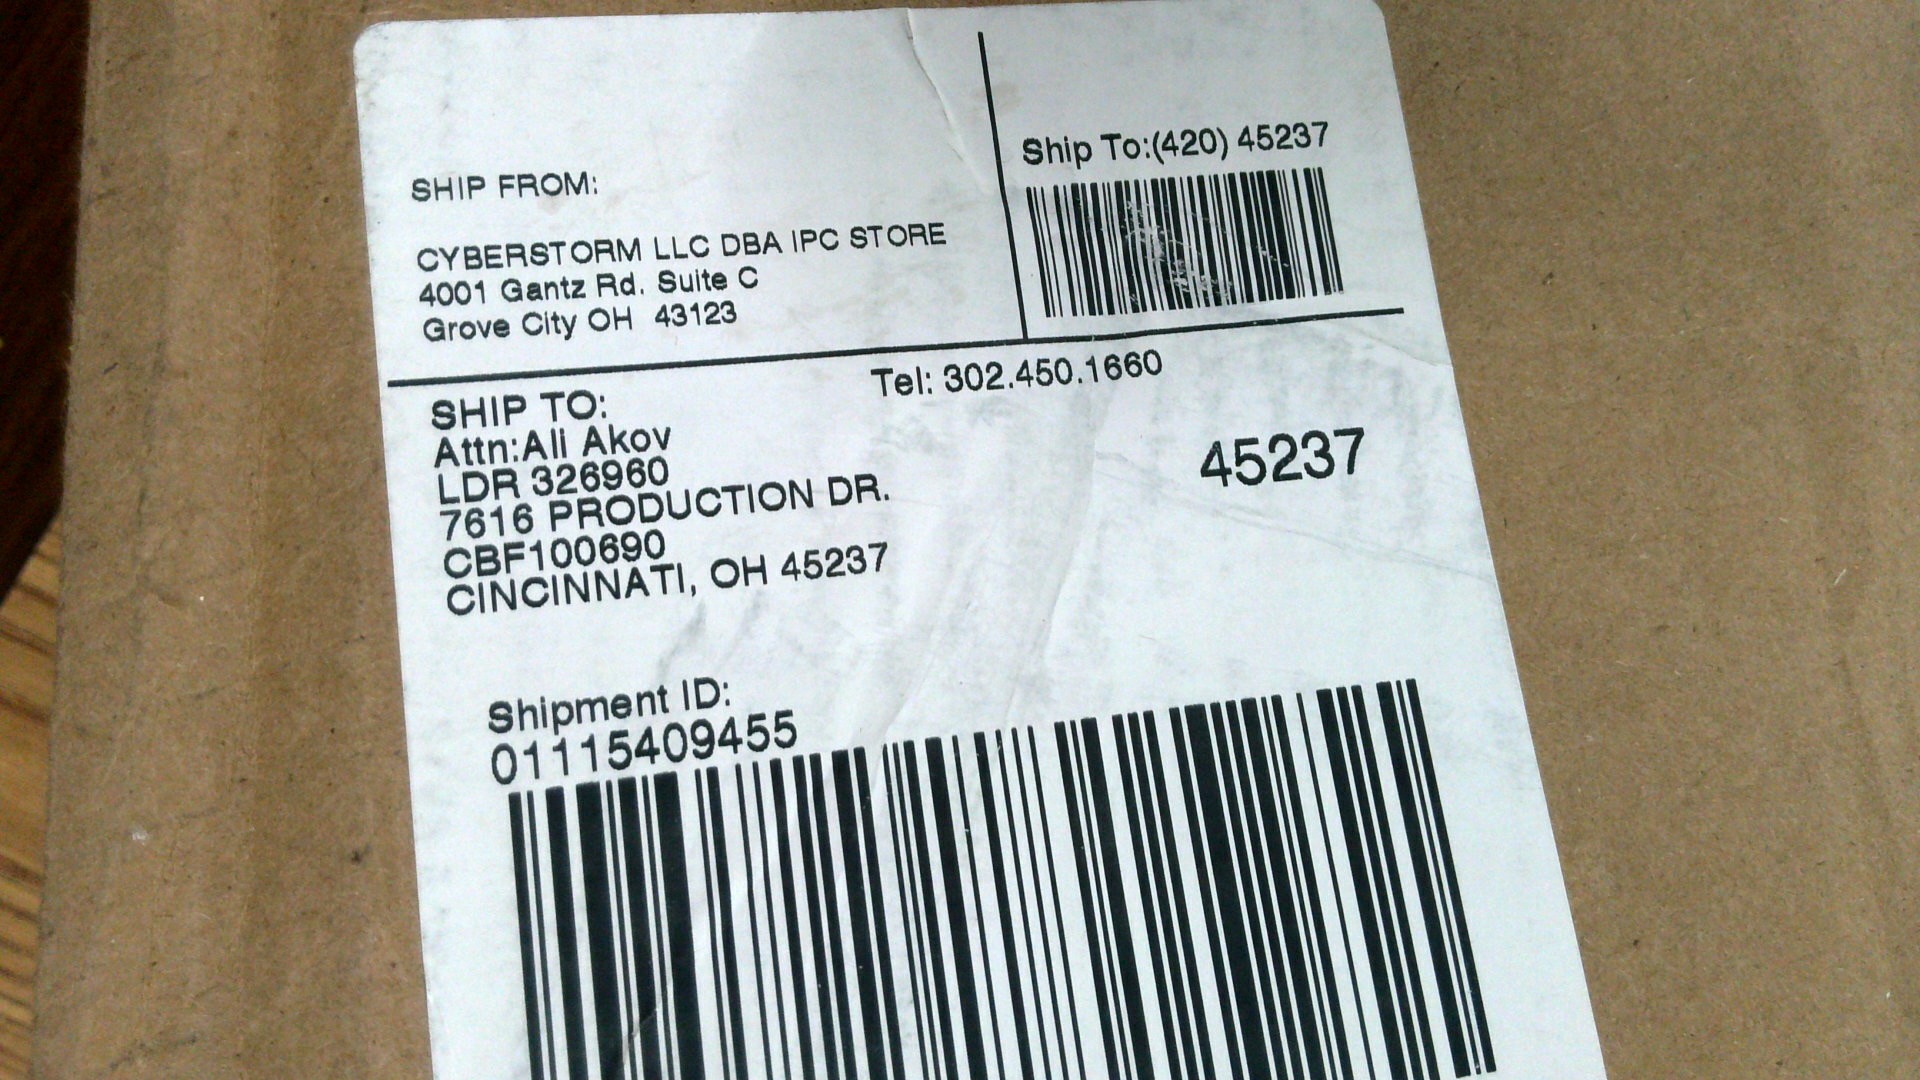 SHIP FROM:
CYBERSTORM LLC DBA IPC STORE
4001 Gantz Rd. Suite C
Grove City OH 43123
Ship To:(420) 45237
SHIP TO:
Attn:Ali Akov
LDR 326960
7616 PRODUCTION DR.
CBF100690
CINCINNATI, OH 45237
Tel: 302.450.1660
45237
Shipment ID:
01115409455